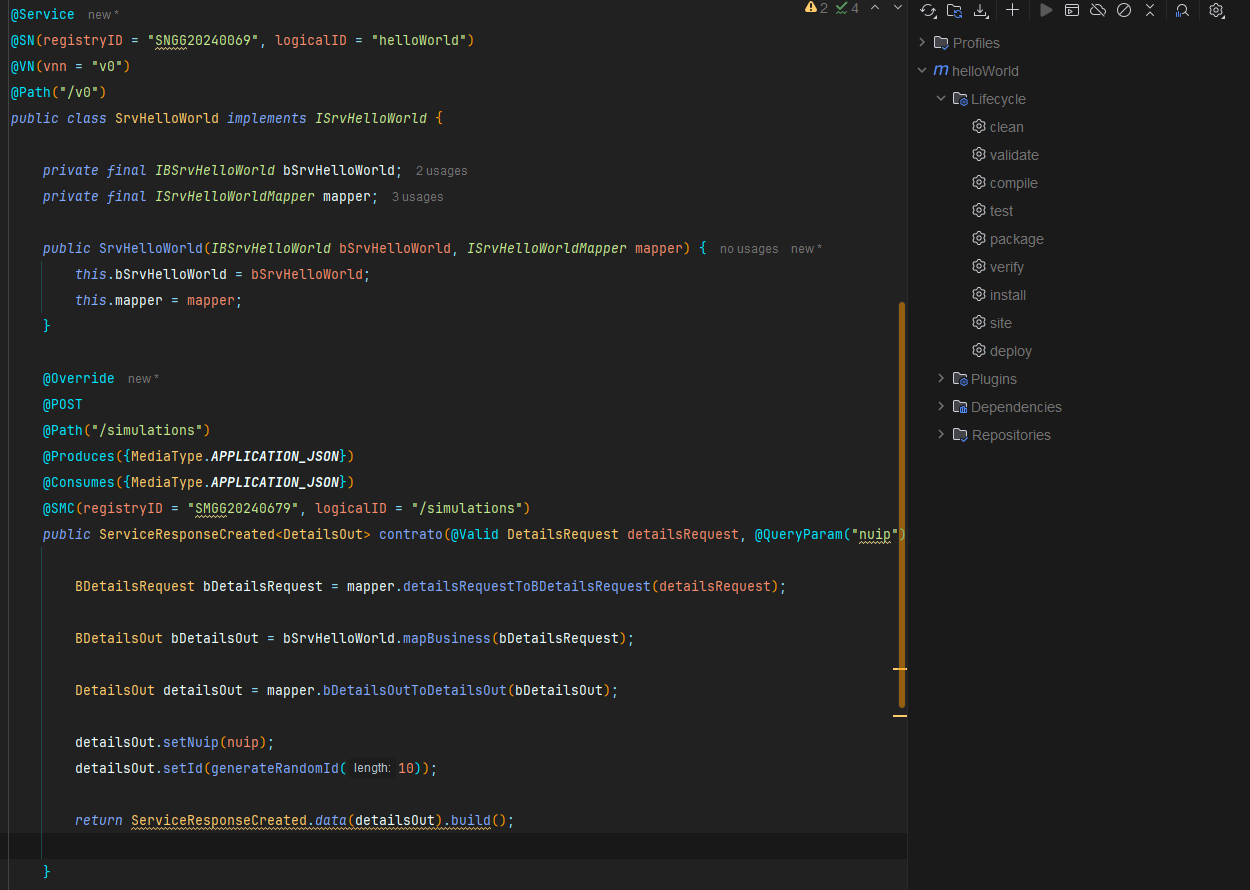 @Service new *
2 4
@SN(registryID = "SNGG20240069", logicalID = "helloWorld")
@VN(vnn = "v0")
@Path("/v0")
public class SrvHelloWorld implements ISrvHelloWorld {
private final IBSrvHelloWorld bSrvHelloWorld; 2 usages
private final ISrvHelloWorldMapper mapper; 3 usages
public SrvHelloWorld(IBSrvHelloWorld bSrvHelloWorld, ISrvHelloWorldMapper mapper) { no usages new *
this.bSrvHelloWorld = bSrvHelloWorld;
this.mapper = mapper;
}
@Override new *
@POST
@Path("/simulations")
@Produces({MediaType.APPLICATION_JSON})
@Consumes({MediaType.APPLICATION_JSON})
@SMC(registryID = "SMGG20240679", logicalID = "/simulations")
public ServiceResponseCreated<DetailsOut> contrato(@Valid DetailsRequest detailsRequest, @QueryParam("nuip")
BDetailsRequest bDetailsRequest = mapper.detailsRequestToBDetailsRequest(detailsRequest);
BDetailsOut bDetailsOut = bSrvHelloWorld.mapBusiness(bDetailsRequest);
DetailsOut detailsOut = mapper.bDetailsOutToDetailsOut(bDetailsOut);
detailsOut.setNuip(nuip);
detailsOut.setId(generateRandomId( length: 10));
return ServiceResponseCreated.data(detailsOut).build();
}
Profiles
m helloWorld
Lifecycle
clean
validate
compile
test
package
verify
install
site
deploy
Plugins
Dependencies
Repositories